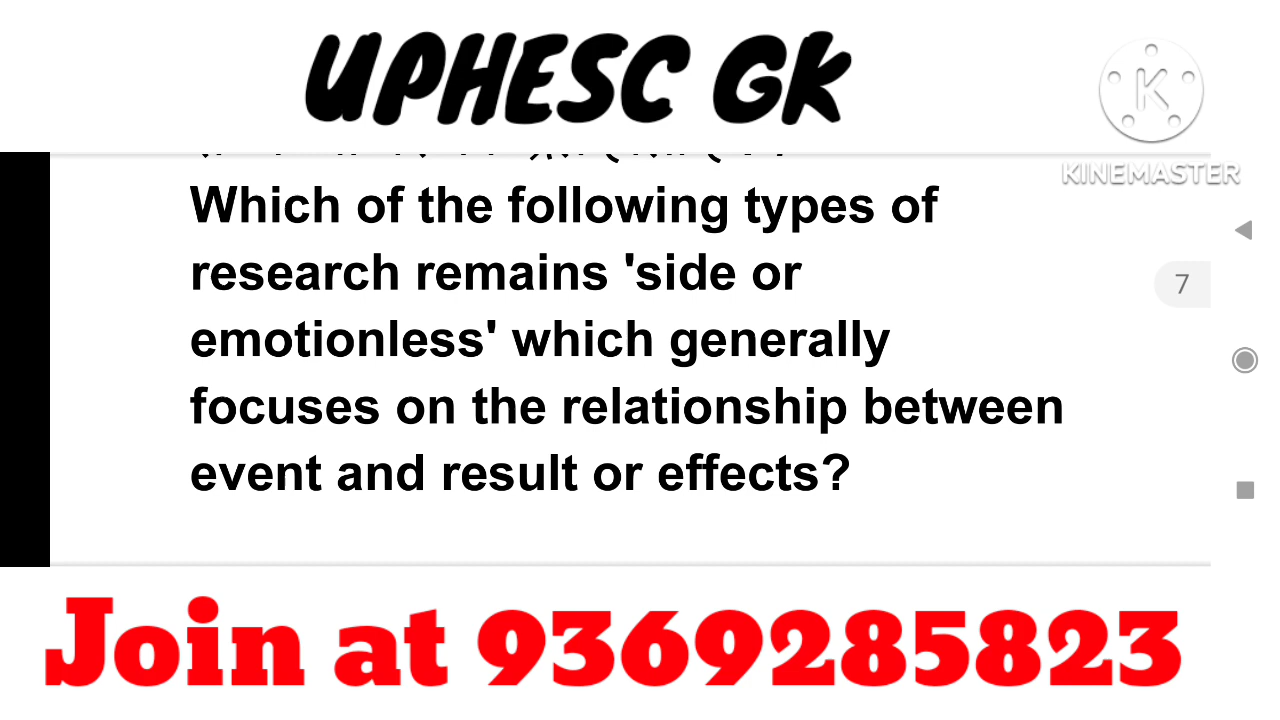 UPHESC GK
K
KINEMASTER
Which of the following types of
research remains 'side or
emotionless' which generally
focuses on the relationship between
event and result or effects?
7
Join at 9369285823